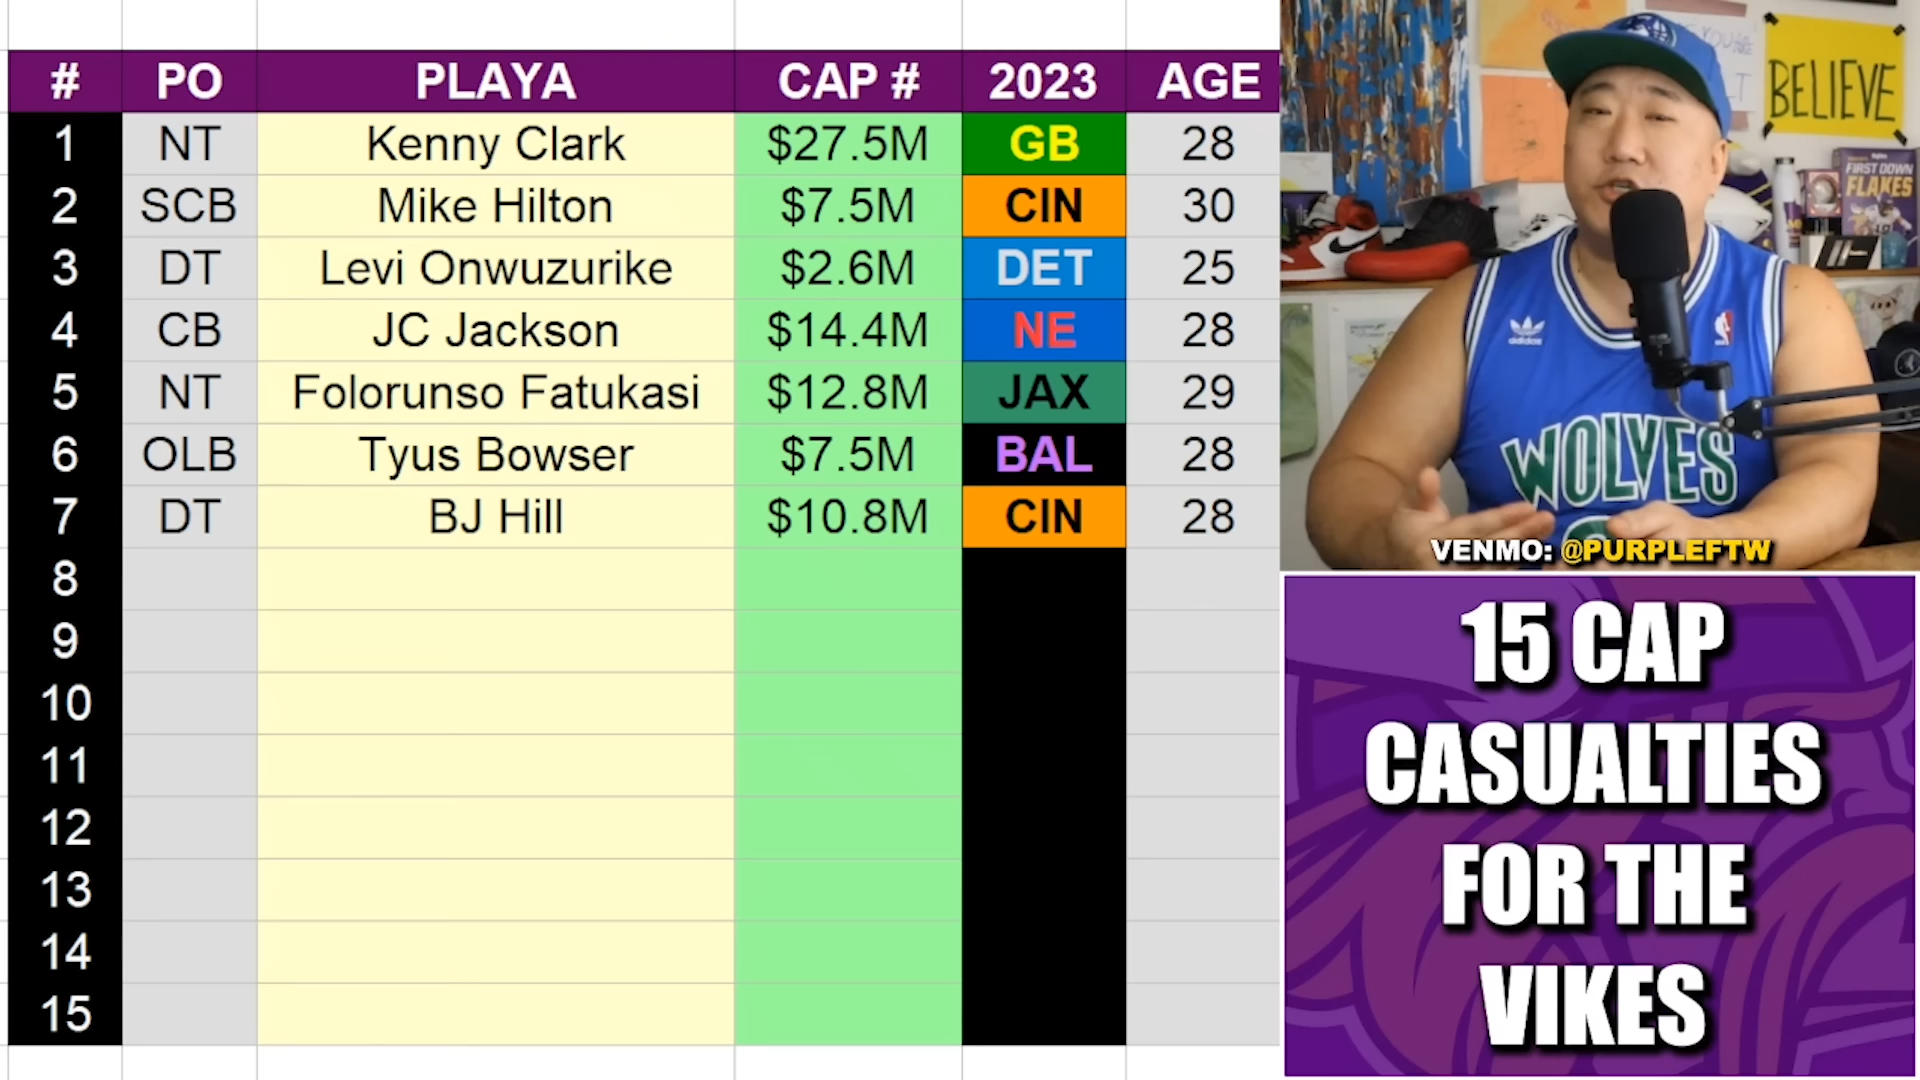 # PO PLAYA CAP # 2023 AGE
1 NT Kenny Clark $27.5M GB 28
2 SCB Mike Hilton $7.5M CIN 30
3 DT Levi Onwuzurike $2.6M DET 25
4 CB JC Jackson $14.4M NE 28
5 NT Folorunso Fatukasi $12.8M JAX 29
6 OLB Tyus Bowser $7.5M BAL 28
7 DT BJ Hill $10.8M CIN 28
8
9
10
11
12
13
14
15
BELIEVE
FIRST DOWN
FLAKES
adidas
WOLVES
VENMO: @PURPLEFTW
15 CAP
CASUALTIES
FOR THE
VIKES